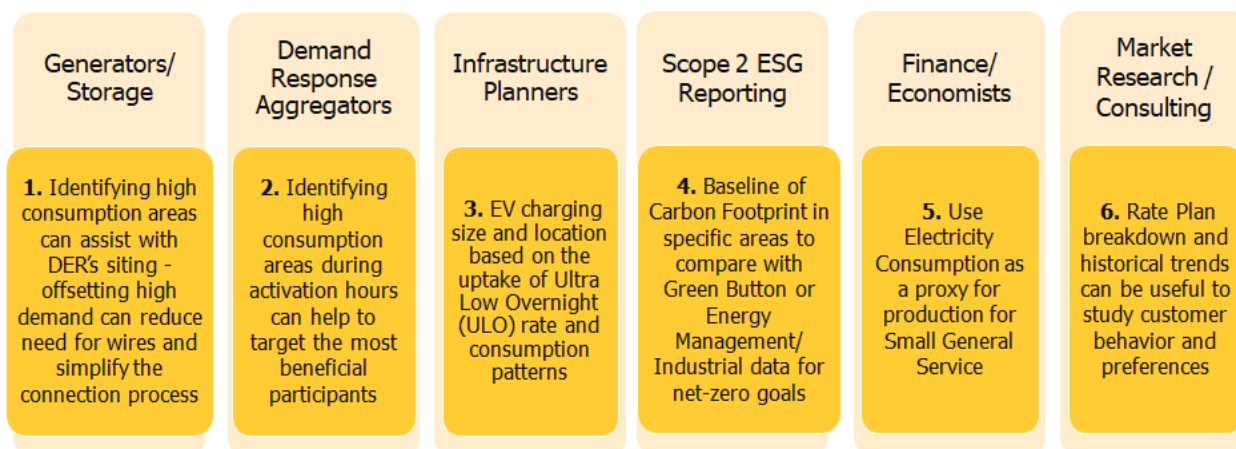 Generators/
Storage
Demand
Response
Aggregators
Infrastructure
Planners
Scope 2 ESG
Reporting
Finance/
Economists
Market
Research /
Consulting
1. Identifying high
consumption areas
can assist with
DER's siting -
offsetting high
demand can reduce
need for wires and
simplify the
connection process
2. Identifying
high
consumption
areas during
activation hours
can help to
target the most
beneficial
participants
3. EV charging
size and location
based on the
uptake of Ultra
Low Overnight
(ULO) rate and
consumption
patterns
4. Baseline of
Carbon Footprint in
specific areas to
compare with
Green Button or
Energy
Management/
Industrial data for
net-zero goals
5. Use
Electricity
Consumption as
a proxy for
production for
Small General
Service
6. Rate Plan
breakdown and
historical trends
can be useful to
study customer
behavior and
preferences